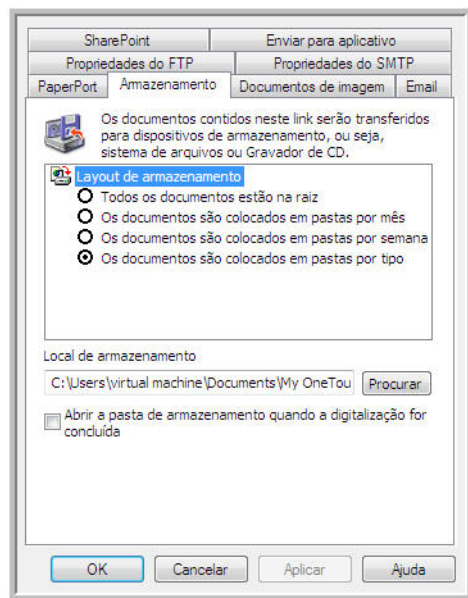 SharePoint
Enviar para aplicativo
Propriedades do FTP
Propriedades do SMTP
PaperPort
Armazenamento
Documentos de imagem
Email
Os documentos contidos neste link serão transferidos
para dispositivos de armazenamento, ou seja,
sistema de arquivos ou Gravador de CD.
Layout de armazenamento
Todos os documentos estão na raiz
Os documentos são colocados em pastas por mês
Os documentos são colocados em pastas por semana
Os documentos são colocados em pastas por tipo
Local de armazenamento
C:\Users\virtual machine\Documents\My OneTou
Procurar
Abrir a pasta de armazenamento quando a digitalização for
concluída
OK
Cancelar
Aplicar
Ajuda